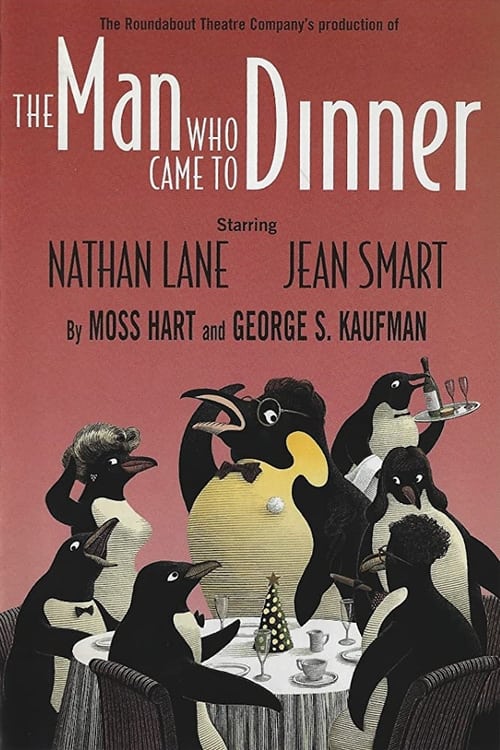 The Roundabout Theatre Company's production of
THE Man WHO
CAME TO Dinner
Starring
NATHAN LANE JEAN SMART
By MOSS HART and GEORGE S. KAUFMAN